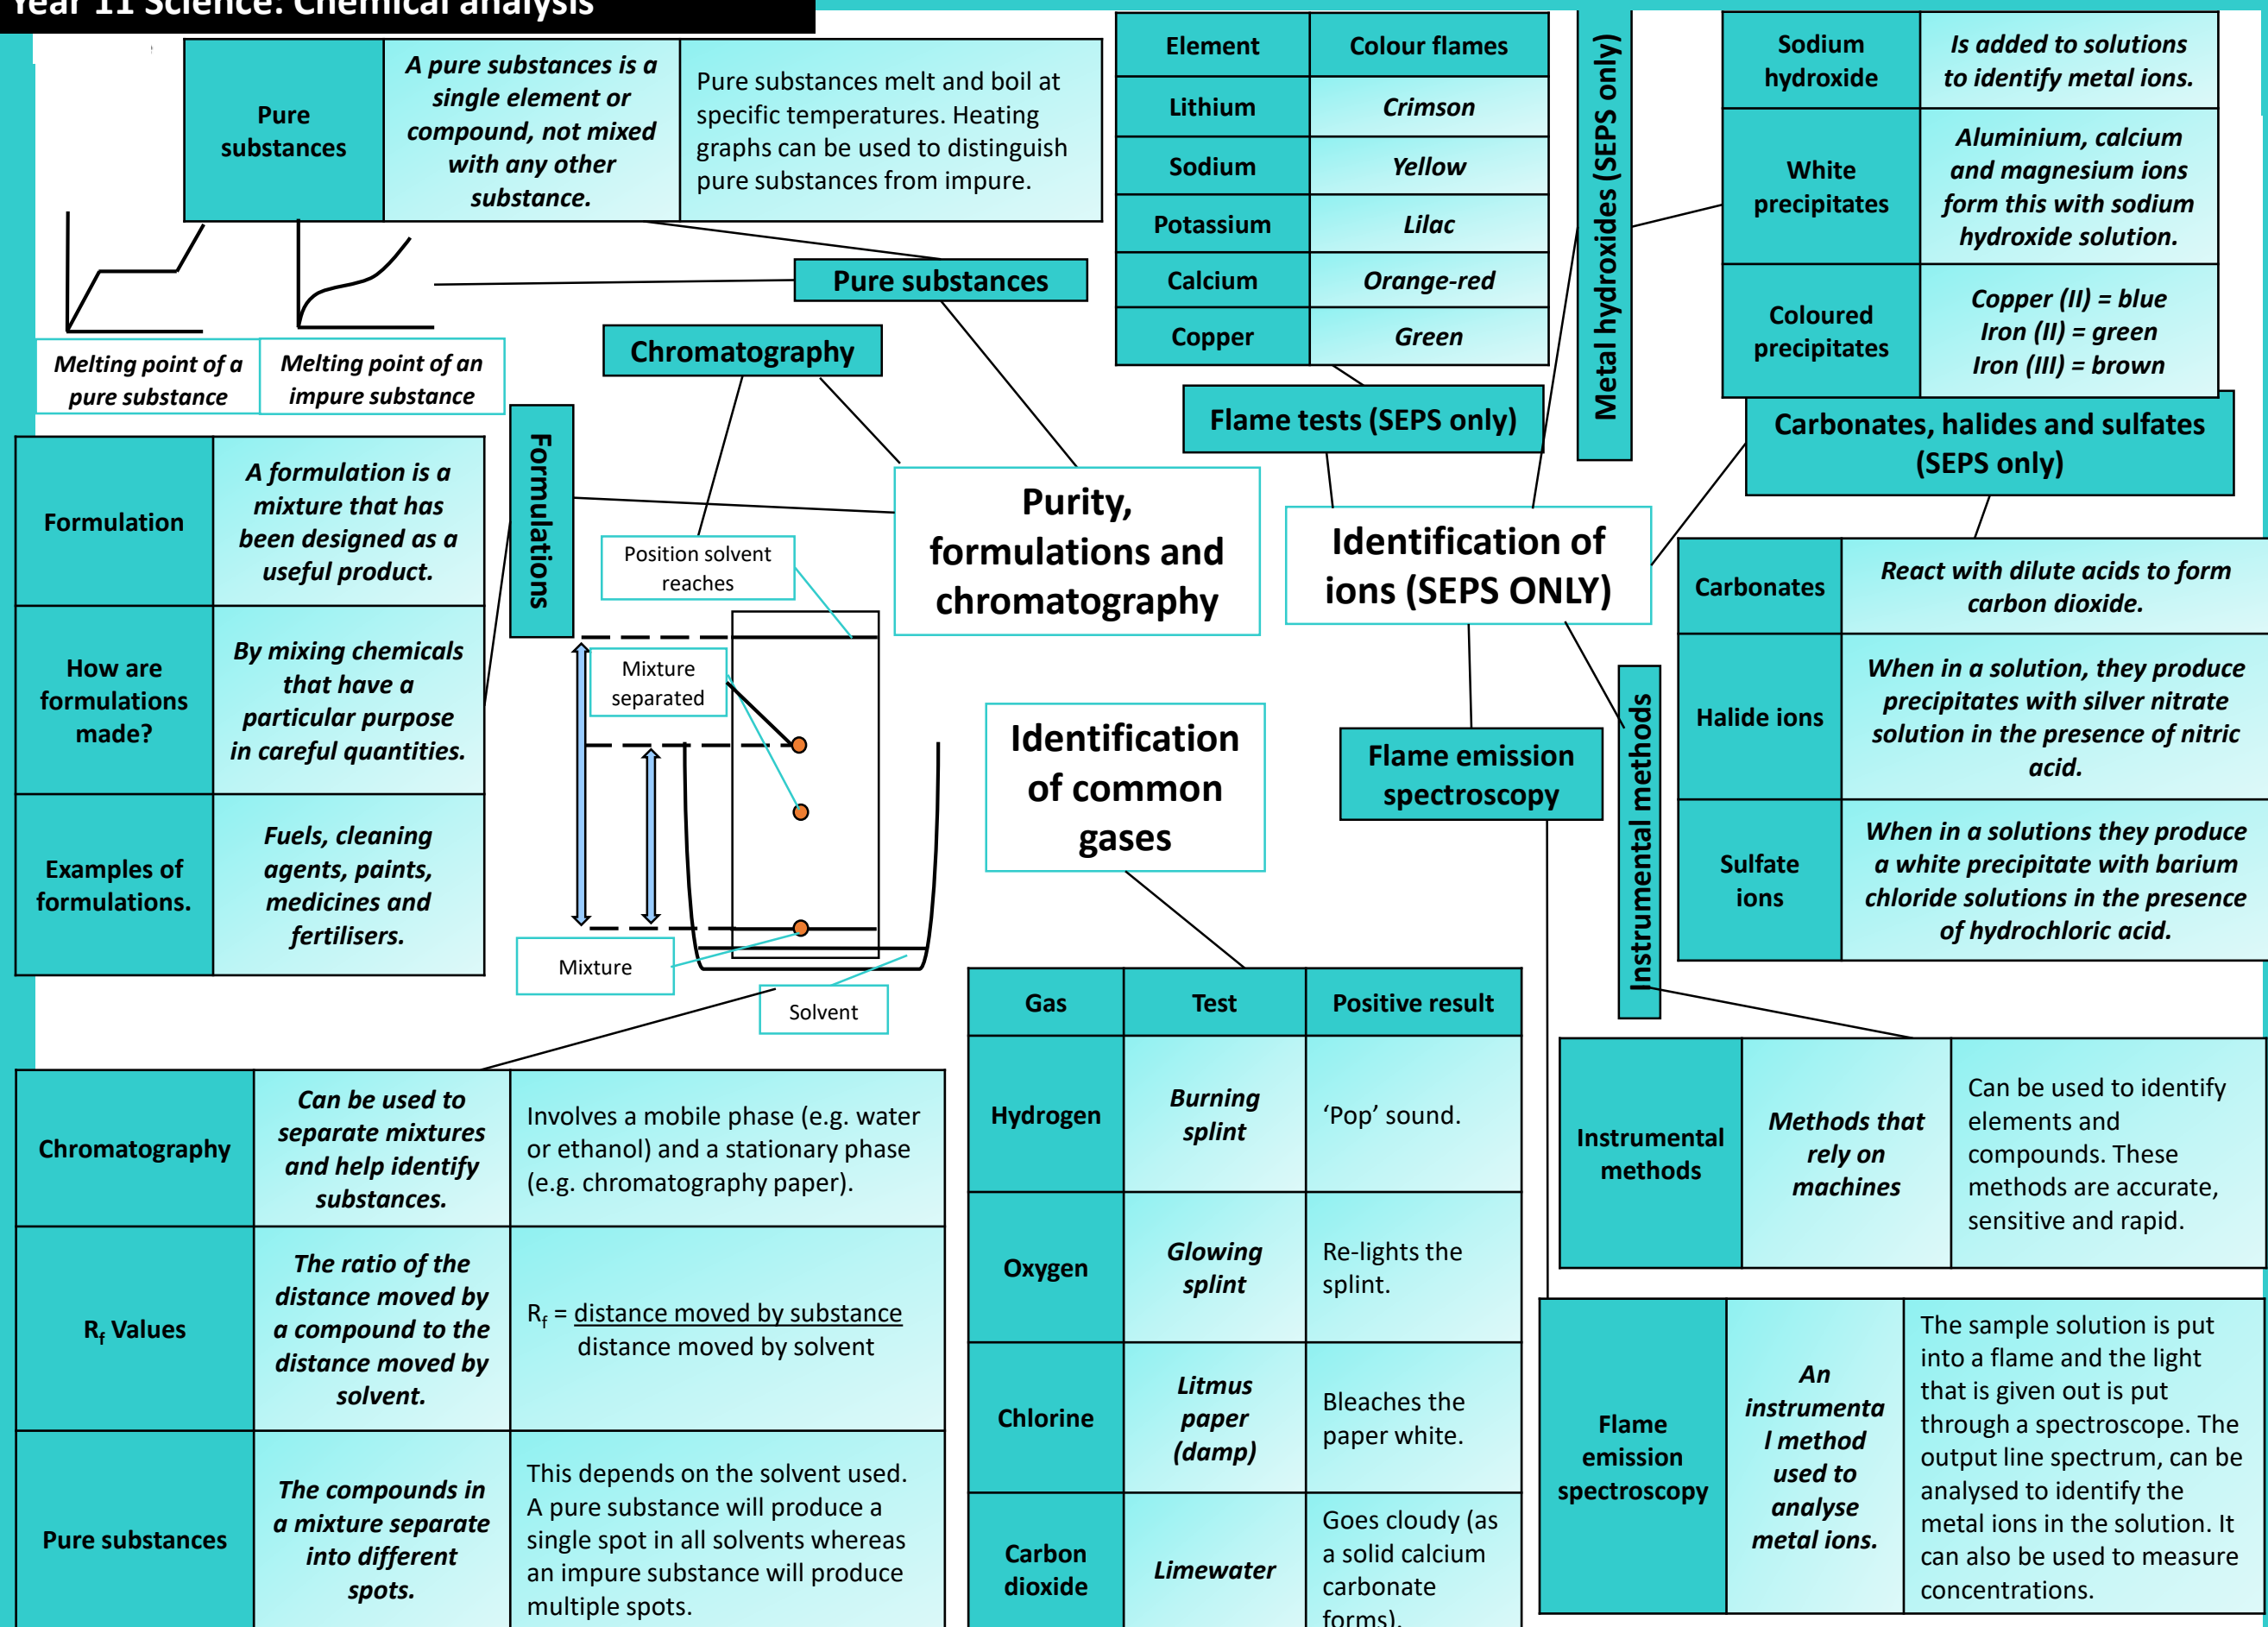 Year 11 Science: Chemical analysis
Pure
substances
A pure substances is a
single element or
compound, not mixed
with any other
substance.
Pure substances melt and boil at
specific temperatures. Heating
graphs can be used to distinguish
pure substances from impure.
Pure substances
Melting point of a
pure substance
Melting point of an
impure substance
Chromatography
Formulations
Formulation
A formulation is a
mixture that has
been designed as a
useful product.
How are
formulations
made?
By mixing chemicals
that have a
particular purpose
in careful quantities.
Examples of
formulations.
Fuels, cleaning
agents, paints,
medicines and
fertilisers.
Position solvent
reaches
Mixture
separated
Mixture
Solvent
Purity,
formulations and
chromatography
Chromatography
Can be used to
separate mixtures
and help identify
substances.
Involves a mobile phase (e.g. water
or ethanol) and a stationary phase
(e.g. chromatography paper).
Rf Values
The ratio of the
distance moved by
a compound to the
distance moved by
solvent.
Rf = distance moved by substance
distance moved by solvent
Pure substances
The compounds in
a mixture separate
into different
spots.
This depends on the solvent used.
A pure substance will produce a
single spot in all solvents whereas
an impure substance will produce
multiple spots.
Element
Colour flames
Lithium
Crimson
Sodium
Yellow
Potassium
Lilac
Calcium
Orange-red
Copper
Green
Flame tests (SEPS only)
Metal hydroxides (SEPS only)
Sodium
hydroxide
Is added to solutions
to identify metal ions.
White
precipitates
Aluminium, calcium
and magnesium ions
form this with sodium
hydroxide solution.
Coloured
precipitates
Copper (II) = blue
Iron (II) = green
Iron (III) = brown
Carbonates, halides and sulfates
(SEPS only)
Identification of
ions (SEPS ONLY)
Carbonates
React with dilute acids to form
carbon dioxide.
Halide ions
When in a solution, they produce
precipitates with silver nitrate
solution in the presence of nitric
acid.
Sulfate
ions
When in a solutions they produce
a white precipitate with barium
chloride solutions in the presence
of hydrochloric acid.
Identification
of common
gases
Flame emission
spectroscopy
Instrumental methods
Gas
Test
Positive result
Hydrogen
Burning
splint
‘Pop’ sound.
Oxygen
Glowing
splint
Re-lights the
splint.
Chlorine
Litmus
paper
(damp)
Bleaches the
paper white.
Carbon
dioxide
Limewater
Goes cloudy (as
a solid calcium
carbonate
forms).
Instrumental
methods
Methods that
rely on
machines
Can be used to identify
elements and
compounds. These
methods are accurate,
sensitive and rapid.
Flame
emission
spectroscopy
An
instrumenta
l method
used to
analyse
metal ions.
The sample solution is put
into a flame and the light
that is given out is put
through a spectroscope. The
output line spectrum, can be
analysed to identify the
metal ions in the solution. It
can also be used to measure
concentrations.